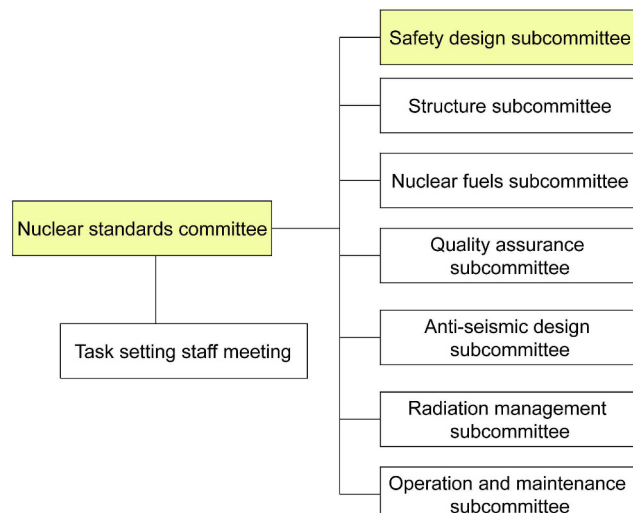 Safety design subcommittee
Structure subcommittee
Nuclear fuels subcommittee
Nuclear standards committee
Quality assurance
subcommittee
Task setting staff meeting
Anti-seismic design
subcommittee
Radiation management
subcommittee
Operation and maintenance
subcommittee